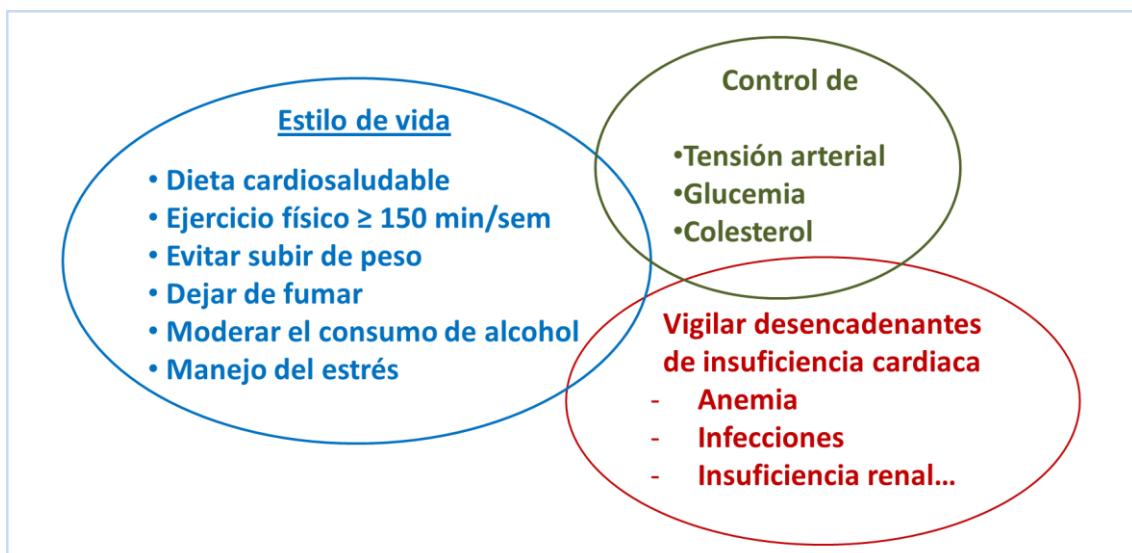 Estilo de vida
• Dieta cardiosaludable
• Ejercicio físico ≥ 150 min/sem
• Evitar subir de peso
• Dejar de fumar
• Moderar el consumo de alcohol
• Manejo del estrés
Control de
•Tensión arterial
•Glucemia
•Colesterol
Vigilar desencadenantes
de insuficiencia cardiaca
- Anemia
- Infecciones
- Insuficiencia renal...